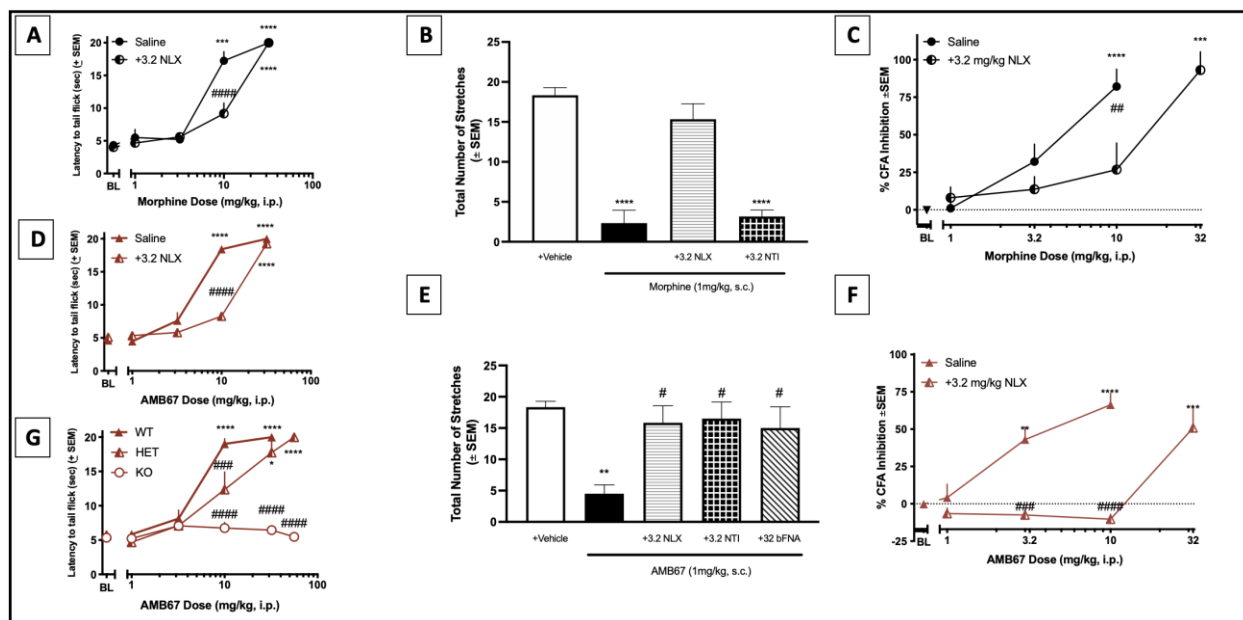 A
Latency to tail flick (sec) (± SEM)
20
15
10
5
0
Saline
+3.2 NLX
***
****
####
BL
1
10
100
Morphine Dose (mg/kg, i.p.)
B
Total Number of Stretches
(± SEM)
25
20
15
10
5
0
****
****
+Vehicle
+3.2 NLX
+3.2 NTI
Morphine (1mg/kg, s.c.)
C
% CFA Inhibition ±SEM
100
75
50
25
0
Saline
+3.2 mg/kg NLX
****
***
##
BL
1
3.2
10
32
Morphine Dose (mg/kg, i.p.)
D
Latency to tail flick (sec) (± SEM)
20
15
10
5
0
Saline
+3.2 NLX
****
****
****
####
BL
1
10
100
AMB67 Dose (mg/kg, i.p.)
E
Total Number of Stretches
(± SEM)
25
20
15
10
5
0
**
#
#
#
+Vehicle
+3.2 NLX
+3.2 NTI
+32 bFNA
AMB67 (1mg/kg, s.c.)
F
% CFA Inhibition ±SEM
100
75
50
25
0
-25
Saline
+3.2 mg/kg NLX
**
****
***
###
####
BL
1
3.2
10
32
AMB67 Dose (mg/kg, i.p.)
G
Latency to tail flick (sec) (± SEM)
20
15
10
5
0
WT
HET
KO
****
****
****
*
###
####
####
####
BL
1
10
100
AMB67 Dose (mg/kg, i.p.)